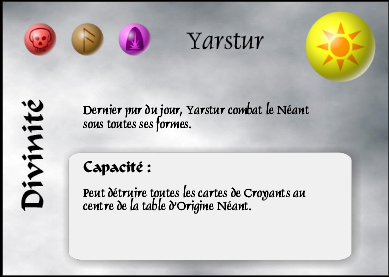 Yarstur
Divinité
Dernier pur du jour, Yarstur combat le Néant
sous toutes ses formes.
Capacité :
Peut détruire toutes les cartes de Croyants au
centre de la table d'Origine Néant.